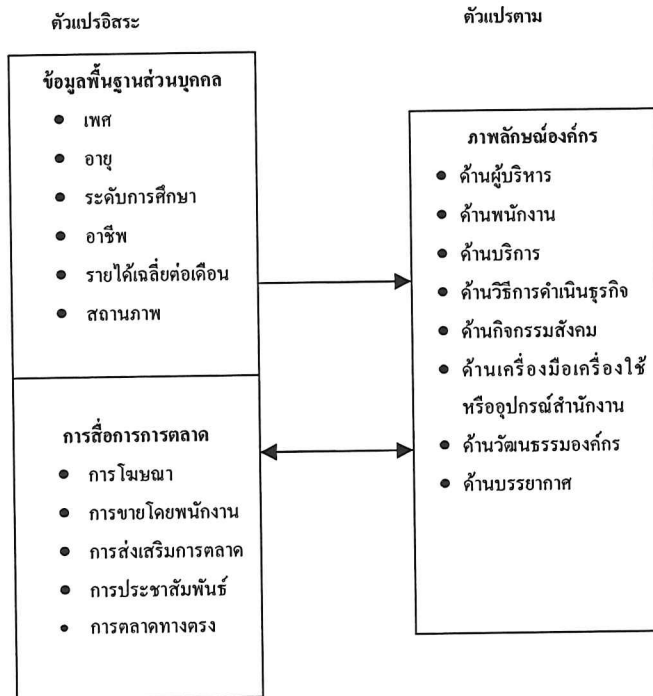 ตัวแปรอิสระ
ตัวแปรตาม
ข้อมูลพื้นฐานส่วนบุคคล
● เพศ
● อายุ
● ระดับการศึกษา
● อาชีพ
● รายได้เฉลี่ยต่อเดือน
● สถานภาพ
การสื่อการการตลาด
● การโฆษณา
● การขายโดยพนักงาน
● การส่งเสริมการตลาด
● การประชาสัมพันธ์
● การตลาดทางตรง
ภาพลักษณ์องค์กร
● ด้านผู้บริหาร
● ด้านพนักงาน
● ด้านบริการ
● ด้านวิธีการดำเนินธุรกิจ
● ด้านกิจกรรมสังคม
● ด้านเครื่องมือเครื่องใช้
หรืออุปกรณ์สำนักงาน
● ด้านวัฒนธรรมองค์กร
● ด้านบรรยากาศ